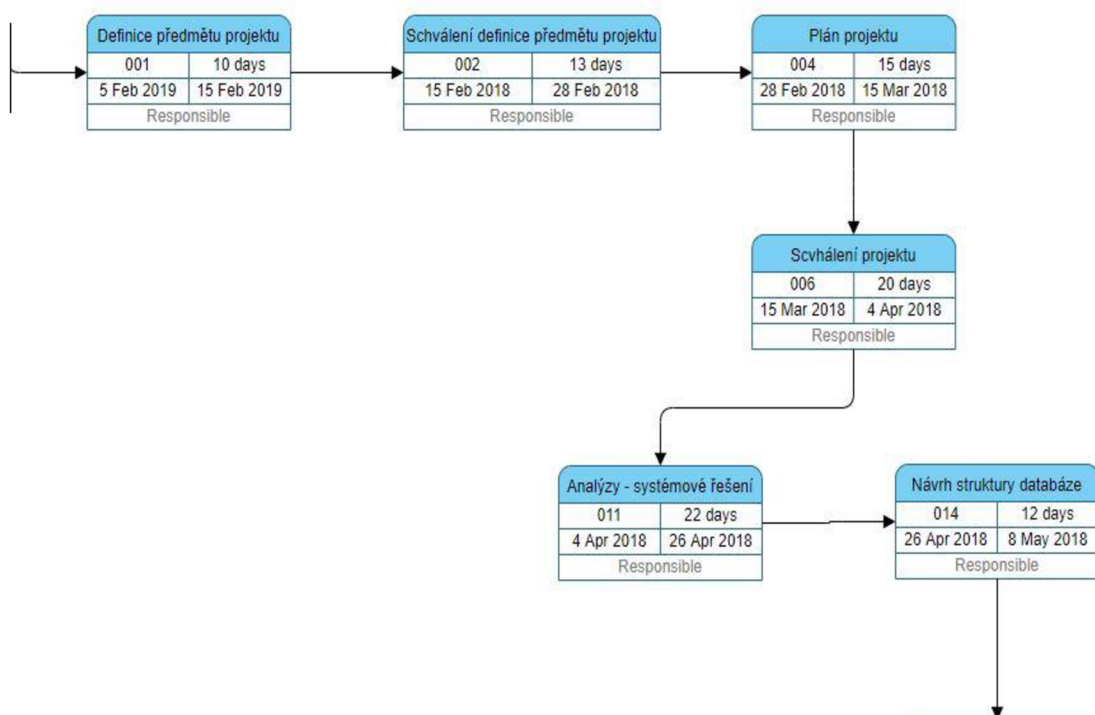 Definice předmětu projektu
001 10 days
5 Feb 2019 15 Feb 2019
Responsible
Schválení definice předmětu projektu
002 13 days
15 Feb 2018 28 Feb 2018
Responsible
Plán projektu
004 15 days
28 Feb 2018 15 Mar 2018
Responsible
Scvhálení projektu
006 20 days
15 Mar 2018 4 Apr 2018
Responsible
Analýzy - systémové řešení
011 22 days
4 Apr 2018 26 Apr 2018
Responsible
Návrh struktury databáze
014 12 days
26 Apr 2018 8 May 2018
Responsible